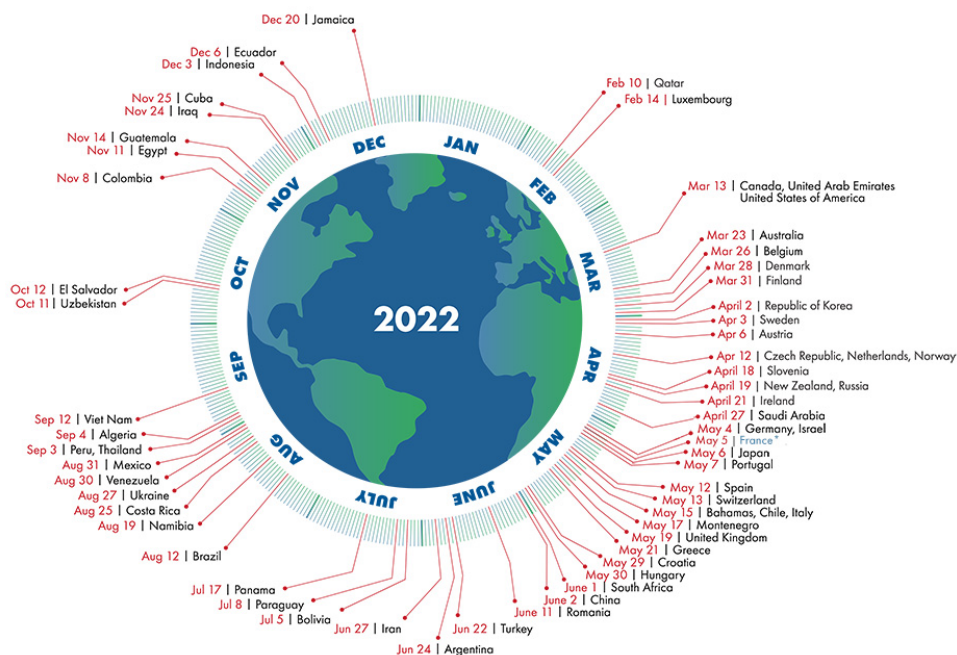 2022
JAN
FEB
MAR
APR
MAY
JUNE
JULY
AUG
SEP
OCT
NOV
DEC
Feb 10 | Qatar
Feb 14 | Luxembourg
Mar 13 | Canada, United Arab Emirates
United States of America
Mar 23 | Australia
Mar 26 | Belgium
Mar 28 | Denmark
Mar 31 | Finland
April 2 | Republic of Korea
Apr 3 | Sweden
Apr 6 | Austria
Apr 12 | Czech Republic, Netherlands, Norway
April 18 | Slovenia
April 19 | New Zealand, Russia
April 21 | Ireland
April 27 | Saudi Arabia
May 4 | Germany, Israel
May 5 | France*
May 6 | Japan
May 7 | Portugal
May 12 | Spain
May 13 | Switzerland
May 15 | Bahamas, Chile, Italy
May 17 | Montenegro
May 19 | United Kingdom
May 21 | Greece
May 29 | Croatia
May 30 | Hungary
June 1 | South Africa
June 2 | China
June 11 | Romania
Jun 22 | Turkey
Jun 24 | Argentina
Jun 27 | Iran
Jul 5 | Bolivia
Jul 8 | Paraguay
Jul 17 | Panama
Aug 12 | Brazil
Aug 19 | Namibia
Aug 25 | Costa Rica
Aug 27 | Ukraine
Aug 30 | Venezuela
Aug 31 | Mexico
Sep 3 | Peru, Thailand
Sep 4 | Algeria
Sep 12 | Viet Nam
Oct 11 | Uzbekistan
Oct 12 | El Salvador
Nov 8 | Colombia
Nov 11 | Egypt
Nov 14 | Guatemala
Nov 24 | Iraq
Nov 25 | Cuba
Dec 3 | Indonesia
Dec 6 | Ecuador
Dec 20 | Jamaica